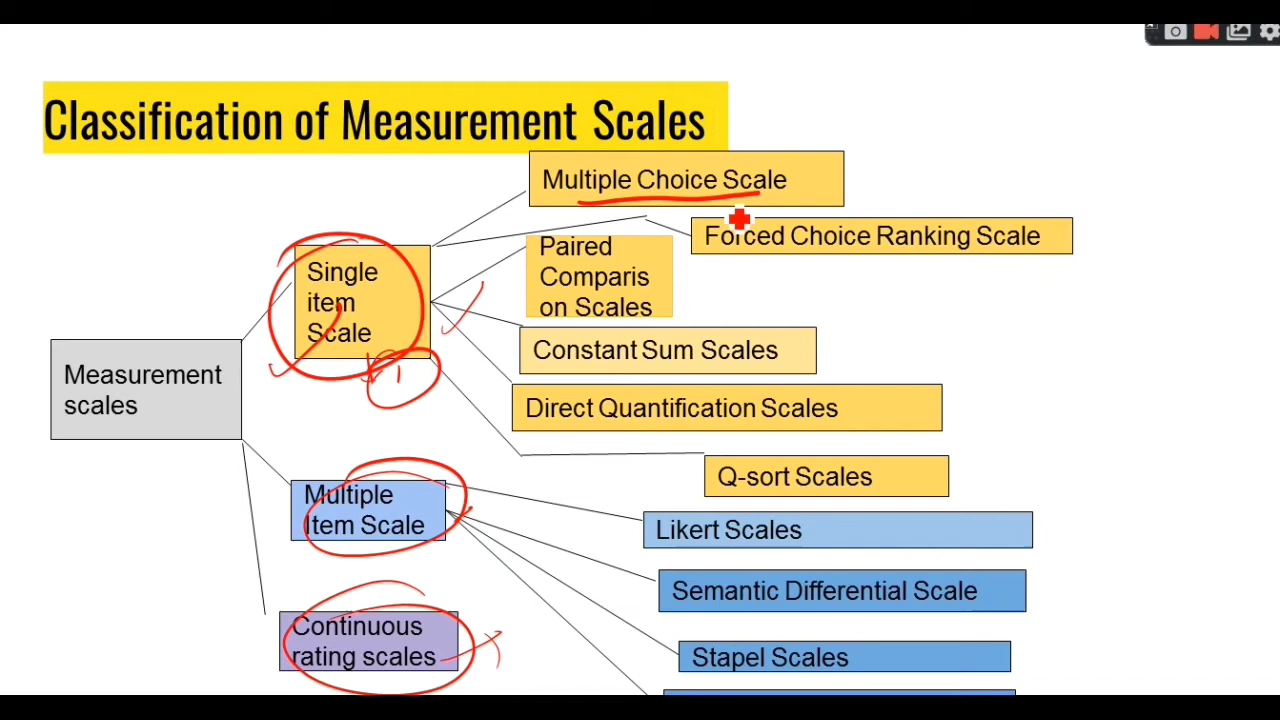 Classification of Measurement Scales
Multiple Choice Scale
Forced Choice Ranking Scale
Paired
Comparis
on Scales
Single
item
Scale
Constant Sum Scales
Measurement
scales
Direct Quantification Scales
Q-sort Scales
Multiple
Item Scale
Likert Scales
Semantic Differential Scale
Continuous
rating scales
Stapel Scales